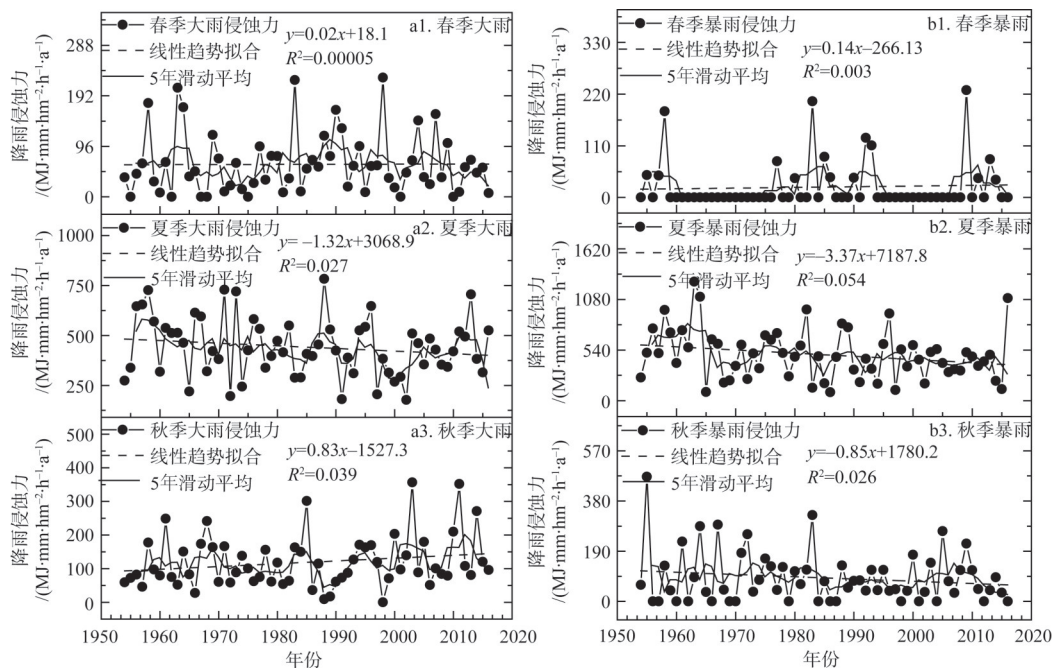 春季大雨侵蚀力
线性趋势拟合
5年滑动平均
y=0.02x+18.1
R²=0.00005
a1. 春季大雨
降雨侵蚀力
/(MJ·mm·hm⁻²·h⁻¹·a⁻¹)
288
192
96
0
夏季大雨侵蚀力
线性趋势拟合
5年滑动平均
y= −1.32x+3068.9
R²=0.027
a2. 夏季大雨
降雨侵蚀力
/(MJ·mm·hm⁻²·h⁻¹·a⁻¹)
1000
750
500
250
秋季大雨侵蚀力
线性趋势拟合
5年滑动平均
y=0.83x−1527.3
R²=0.039
a3. 秋季大雨
降雨侵蚀力
/(MJ·mm·hm⁻²·h⁻¹·a⁻¹)
500
400
300
200
100
0
1950 1960 1970 1980 1990 2000 2010 2020
年份
春季暴雨侵蚀力
线性趋势拟合
5年滑动平均
y=0.14x−266.13
R²=0.003
b1. 春季暴雨
降雨侵蚀力
/(MJ·mm·hm⁻²·h⁻¹·a⁻¹)
330
220
110
0
夏季暴雨侵蚀力
线性趋势拟合
5年滑动平均
y=−3.37x+7187.8
R²=0.054
b2. 夏季暴雨
降雨侵蚀力
/(MJ·mm·hm⁻²·h⁻¹·a⁻¹)
1620
1080
540
0
秋季暴雨侵蚀力
线性趋势拟合
5年滑动平均
y=−0.85x+1780.2
R²=0.026
b3. 秋季暴雨
降雨侵蚀力
/(MJ·mm·hm⁻²·h⁻¹·a⁻¹)
570
380
190
0
1950 1960 1970 1980 1990 2000 2010 2020
年份